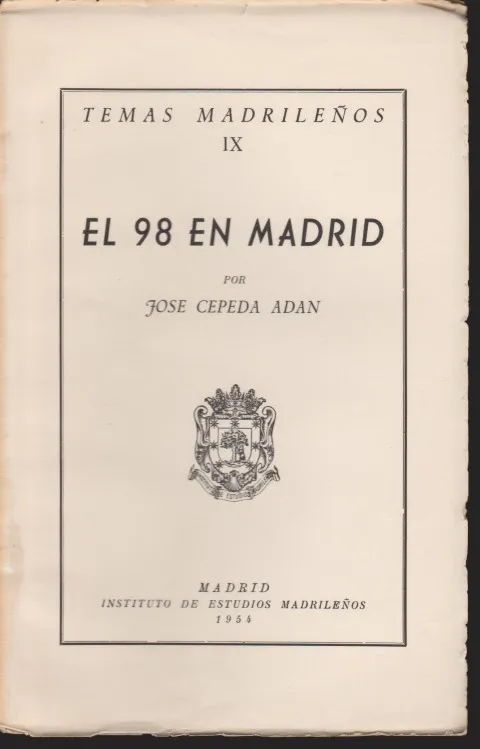 TEMAS MADRILEÑOS
IX
EL 98 EN MADRID
POR
JOSE CEPEDA ADAN
MADRID
INSTITUTO DE ESTUDIOS MADRILEÑOS
1954